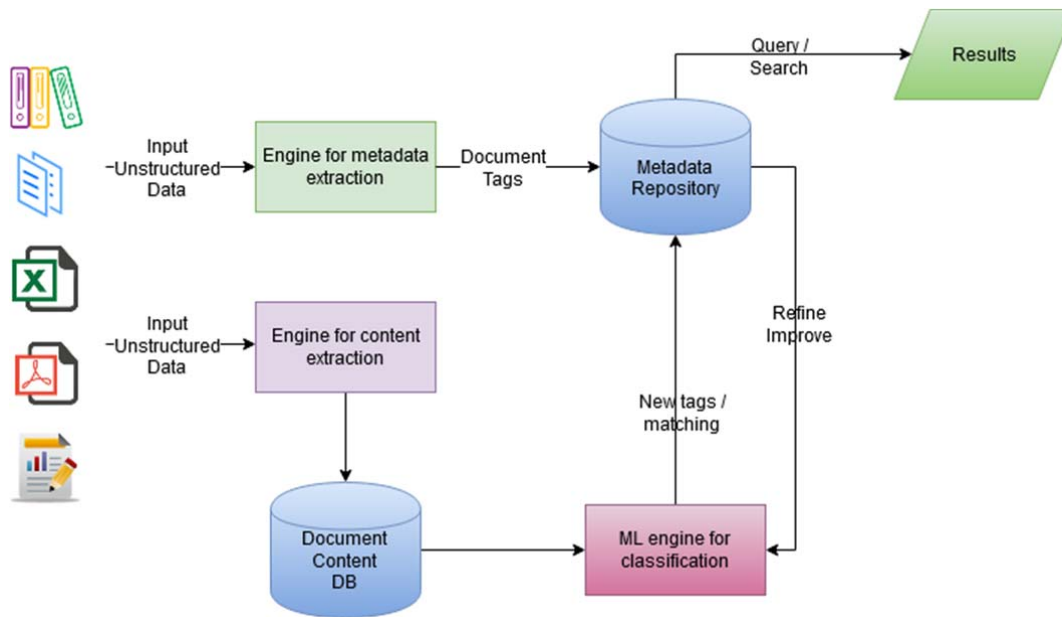 Query /
Search
Results
Input
Unstructured
Data
Engine for metadata
extraction
Document
Tags
Metadata
Repository
X
Input
Unstructured
Data
Engine for content
extraction
Refine
Improve
New tags /
matching
Document
Content
DB
ML engine for
classification